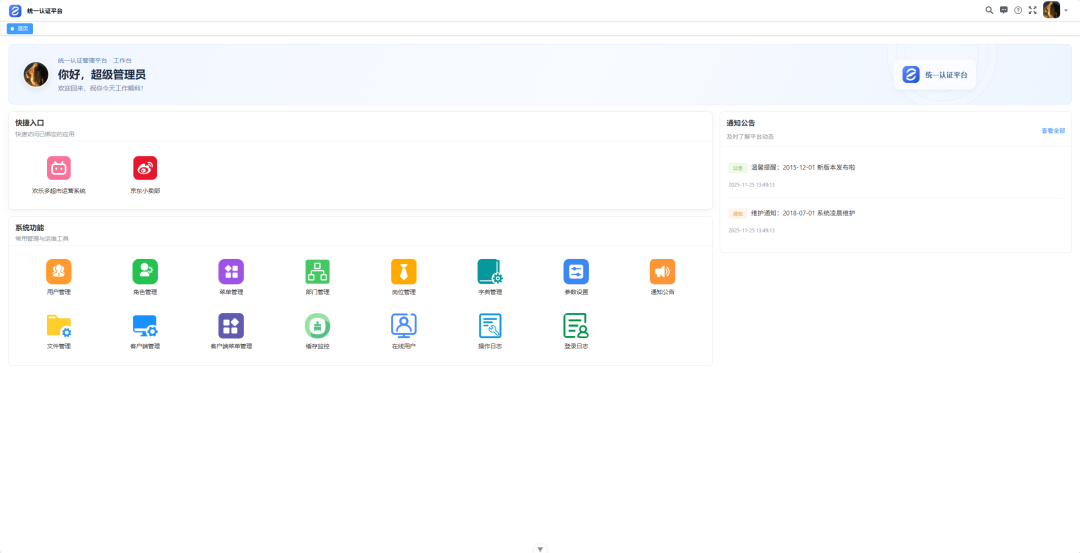 统一认证平台
首页
统一认证管理平台 · 工作台
你好，超级管理员
欢迎回来，祝你今天工作顺利！
统一认证平台
快捷入口
快速访问已绑定的应用
欢乐多超市运营系统
京东小卖部
系统功能
常用管理与运维工具
用户管理
角色管理
菜单管理
部门管理
岗位管理
字典管理
参数设置
通知公告
文件管理
客户端管理
客户端菜单管理
缓存监控
在线用户
操作日志
登录日志
通知公告
及时了解平台动态
查看全部
公告
温馨提醒：2015-12-01 新版本发布啦
2025-11-25 13:49:13
通知
维护通知：2018-07-01 系统凌晨维护
2025-11-25 13:49:13